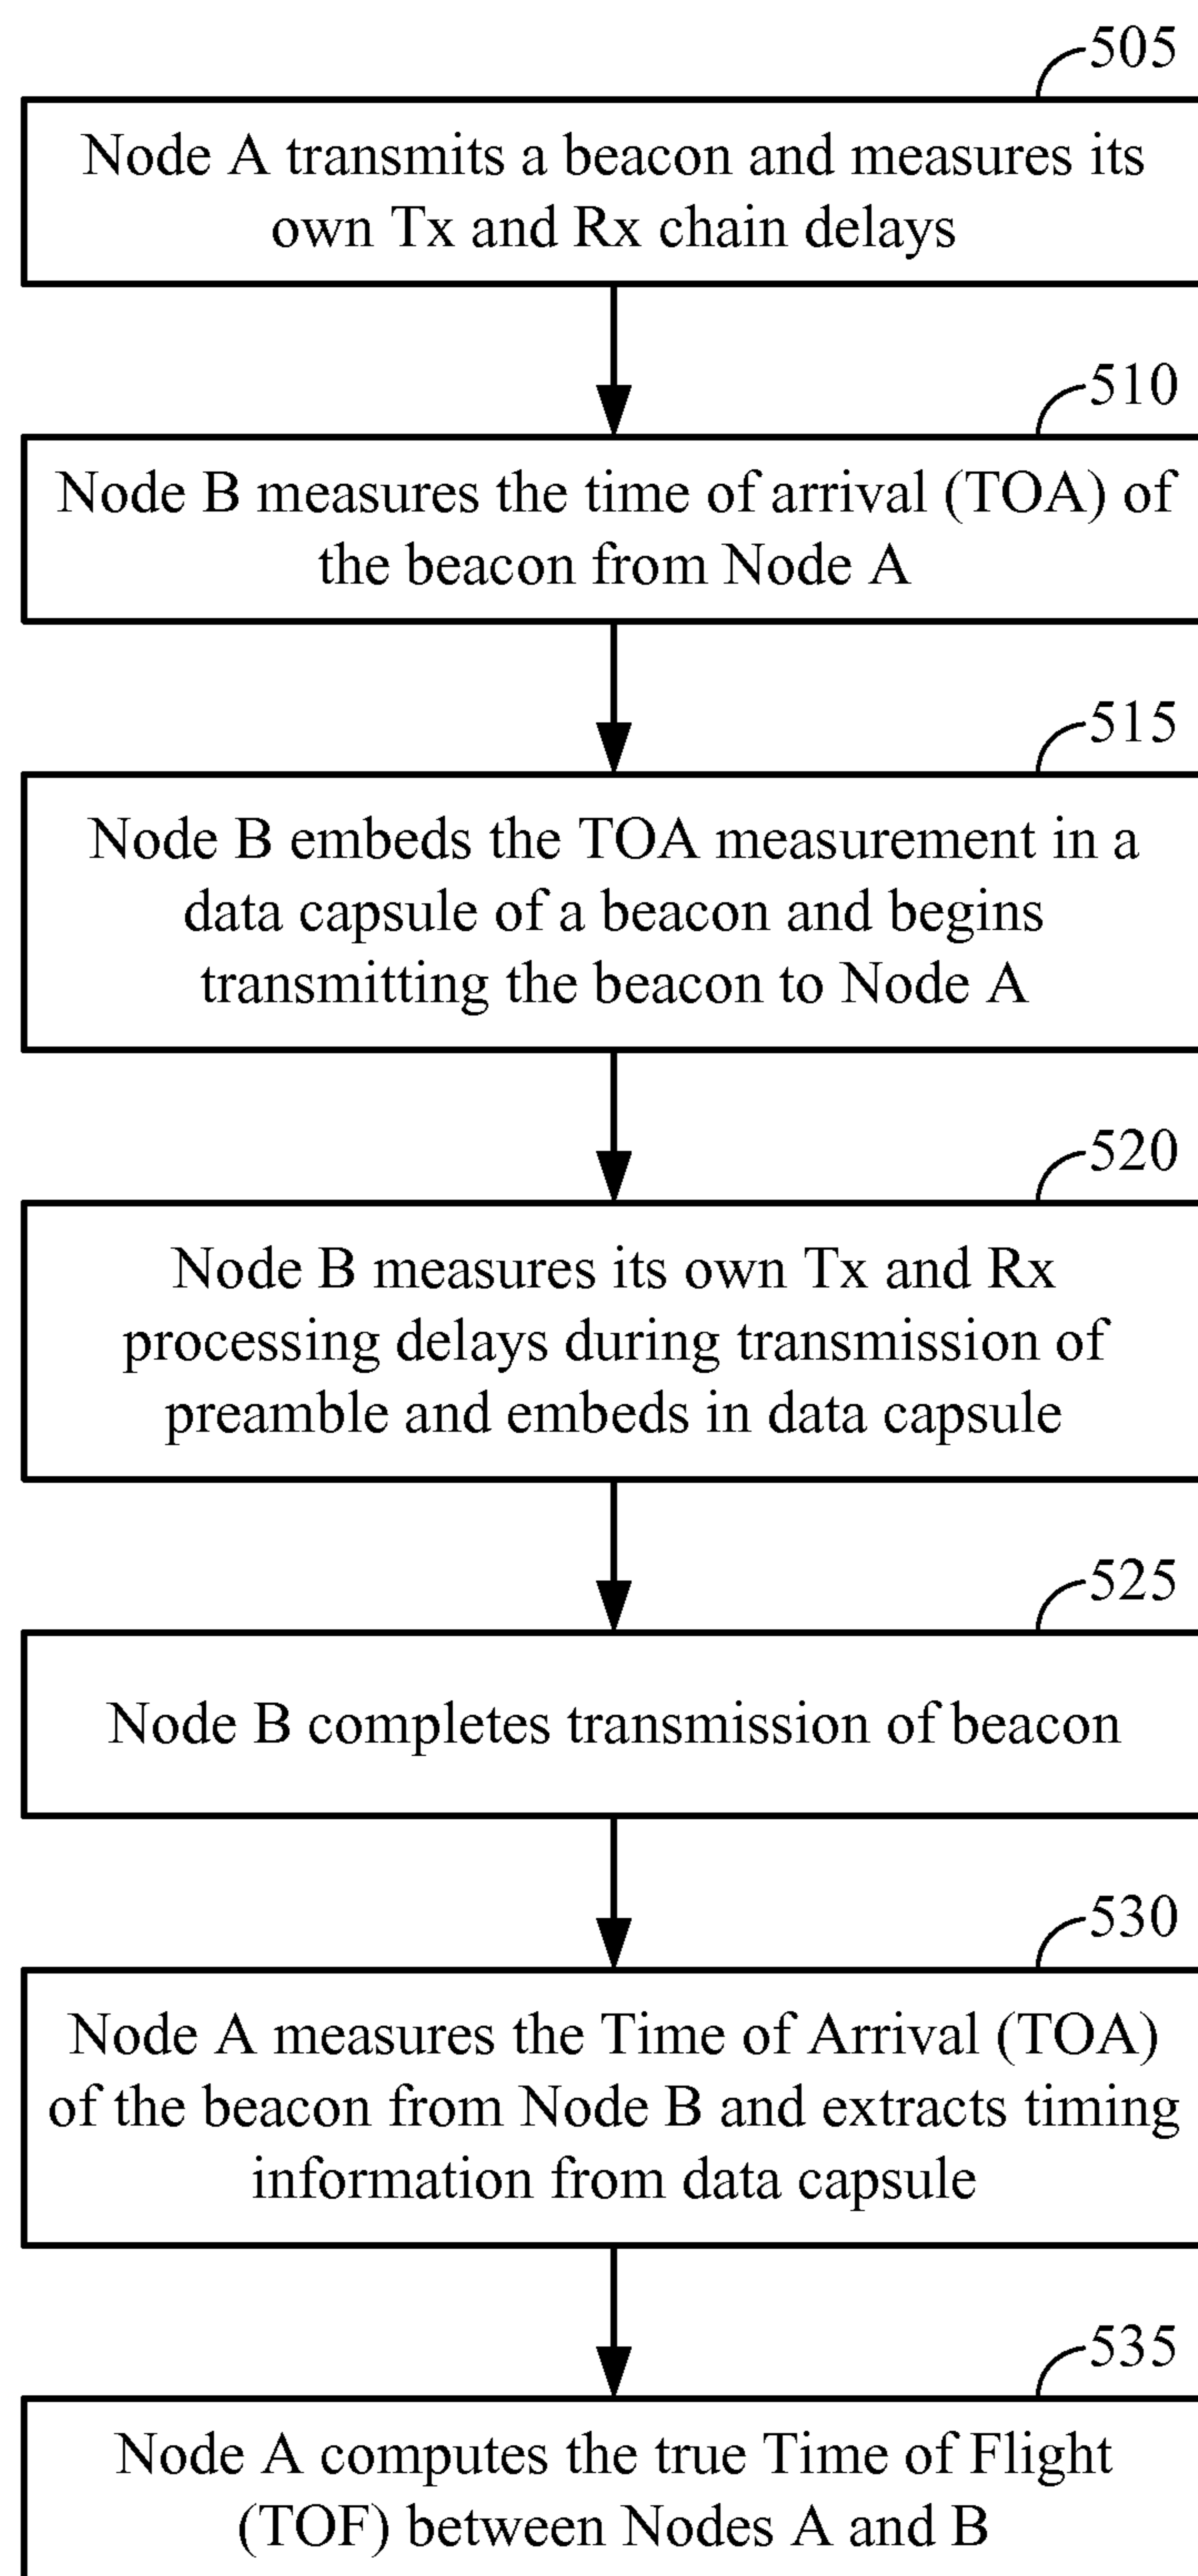 505
Node A transmits a beacon and measures its
own Tx and Rx chain delays
510
Node B measures the time of arrival (TOA) of
the beacon from Node A
515
Node B embeds the TOA measurement in a
data capsule of a beacon and begins
transmitting the beacon to Node A
520
Node B measures its own Tx and Rx
processing delays during transmission of
preamble and embeds in data capsule
525
Node B completes transmission of beacon
530
Node A measures the Time of Arrival (TOA)
of the beacon from Node B and extracts timing
information from data capsule
535
Node A computes the true Time of Flight
(TOF) between Nodes A and B